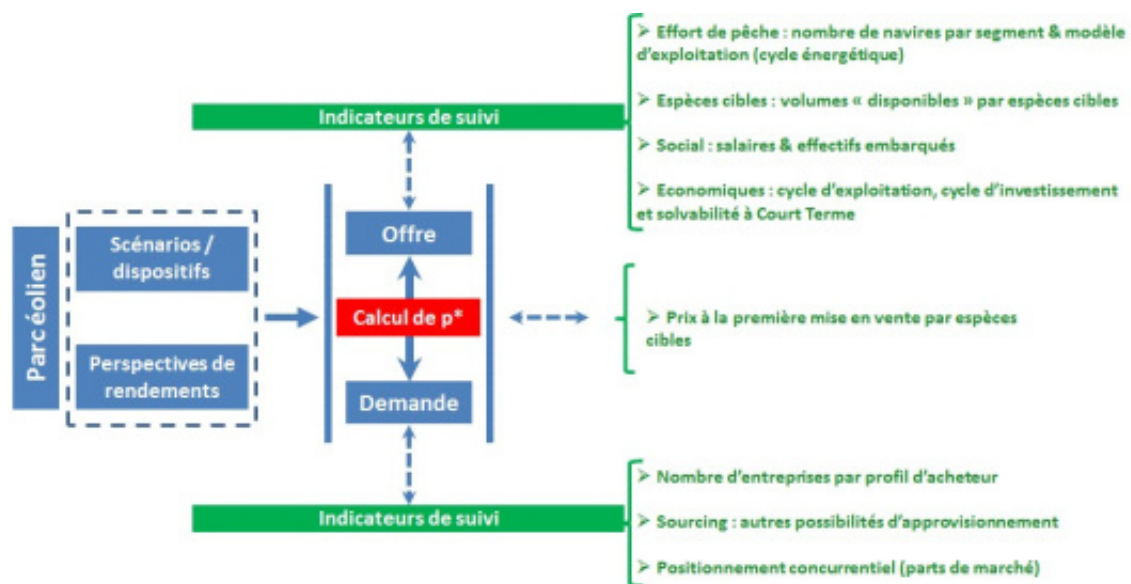 ➤ Effort de pêche : nombre de navires par segment & modèle
d'exploitation (cycle énergétique)
➤ Espèces cibles : volumes « disponibles » par espèces cibles
Indicateurs de suivi
➤ Social : salaires & effectifs embarqués
➤ Economiques : cycle d'exploitation, cycle d'investissement
et solvabilité à Court Terme
Offre
Parc éolien
Scénarios /
dispositifs
Calcul de p*
➤ Prix à la première mise en vente par espèces
cibles
Perspectives de
rendements
Demande
➤ Nombre d'entreprises par profil d'acheteur
Indicateurs de suivi
➤ Sourcing : autres possibilités d'approvisionnement
➤ Positionnement concurrentiel (parts de marché)